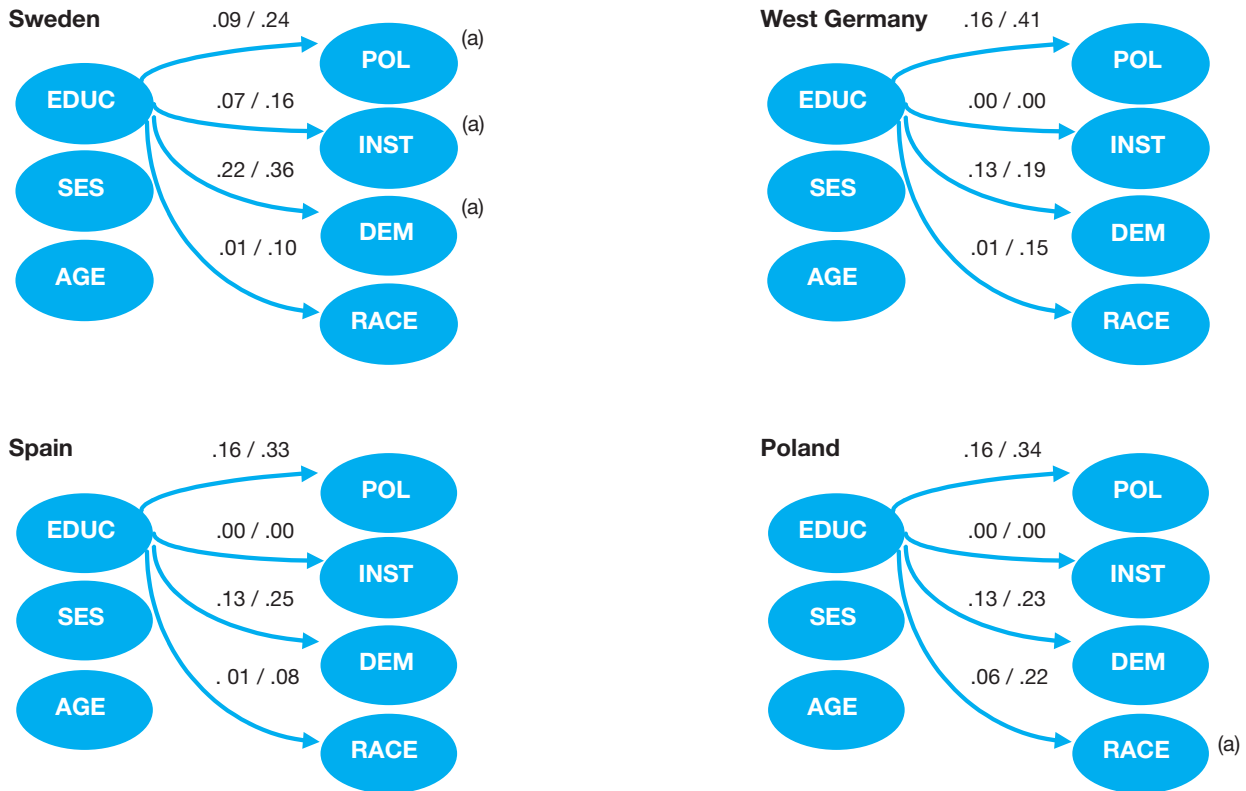 Sweden
.09 / .24
POL
(a)
EDUC
.07 / .16
(a)
INST
.22 / .36
SES
(a)
DEM
.01 / .10
AGE
RACE
West Germany
.16 / .41
POL
EDUC
.00 / .00
INST
.13 / .19
SES
DEM
.01 / .15
AGE
RACE
Spain
.16 / .33
POL
EDUC
.00 / .00
INST
.13 / .25
SES
DEM
. 01 / .08
AGE
RACE
Poland
.16 / .34
POL
EDUC
.00 / .00
INST
.13 / .23
SES
DEM
.06 / .22
AGE
RACE
(a)